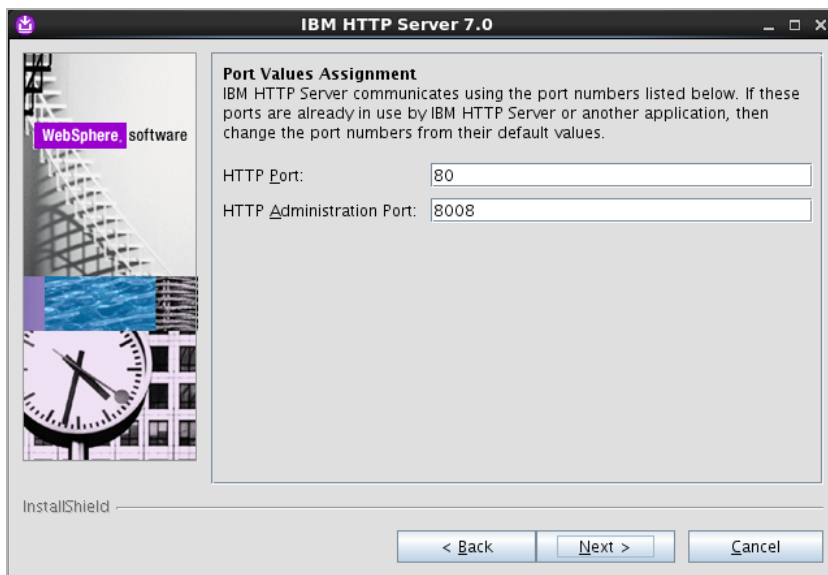 IBM HTTP Server 7.0
WebSphere. software
Port Values Assignment
IBM HTTP Server communicates using the port numbers listed below. If these
ports are already in use by IBM HTTP Server or another application, then
change the port numbers from their default values.
HTTP Port: 80
HTTP Administration Port: 8008
InstallShield
< Back Next > Cancel